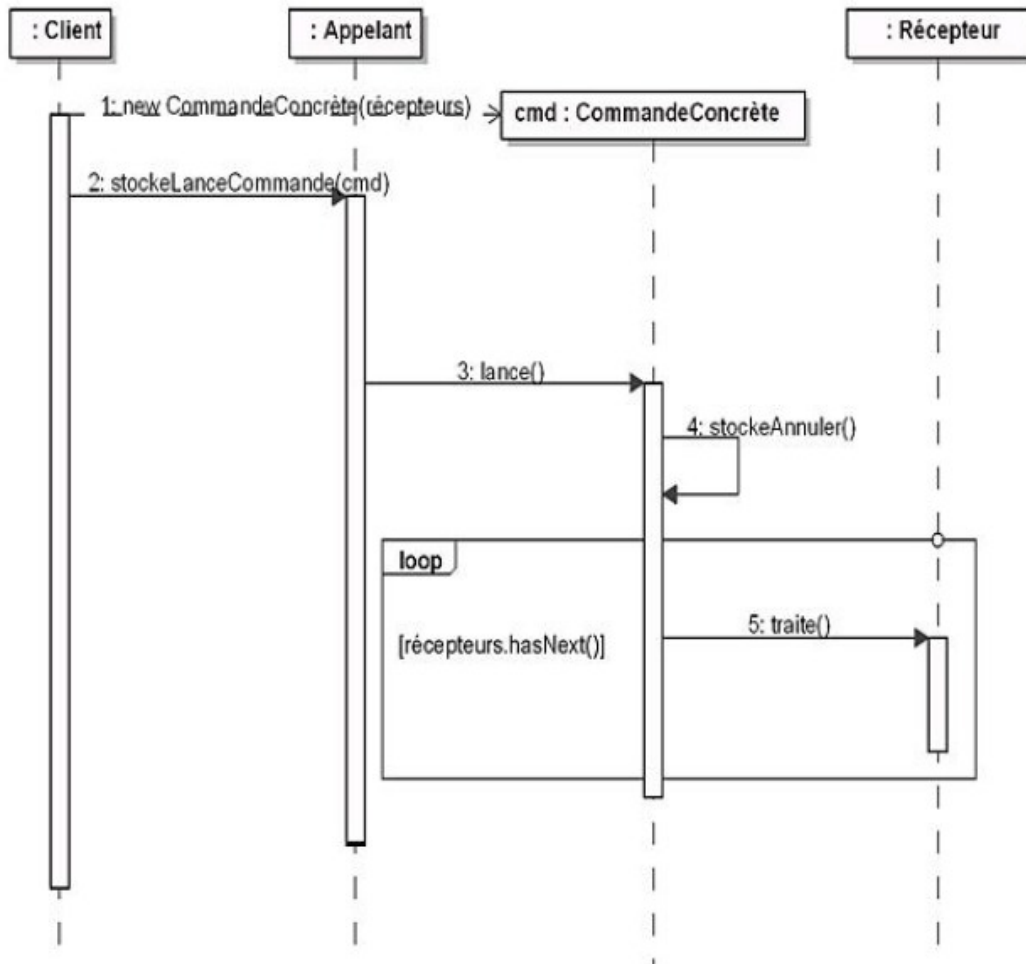 : Client
: Appelant
: Récepteur
1: new CommandeConcrète(récepteurs)
cmd : CommandeConcrète
2: stockeLanceCommande(cmd)
3: lance()
4: stockeAnnuler()
loop
5: traite()
[récepteurs.hasNext()]